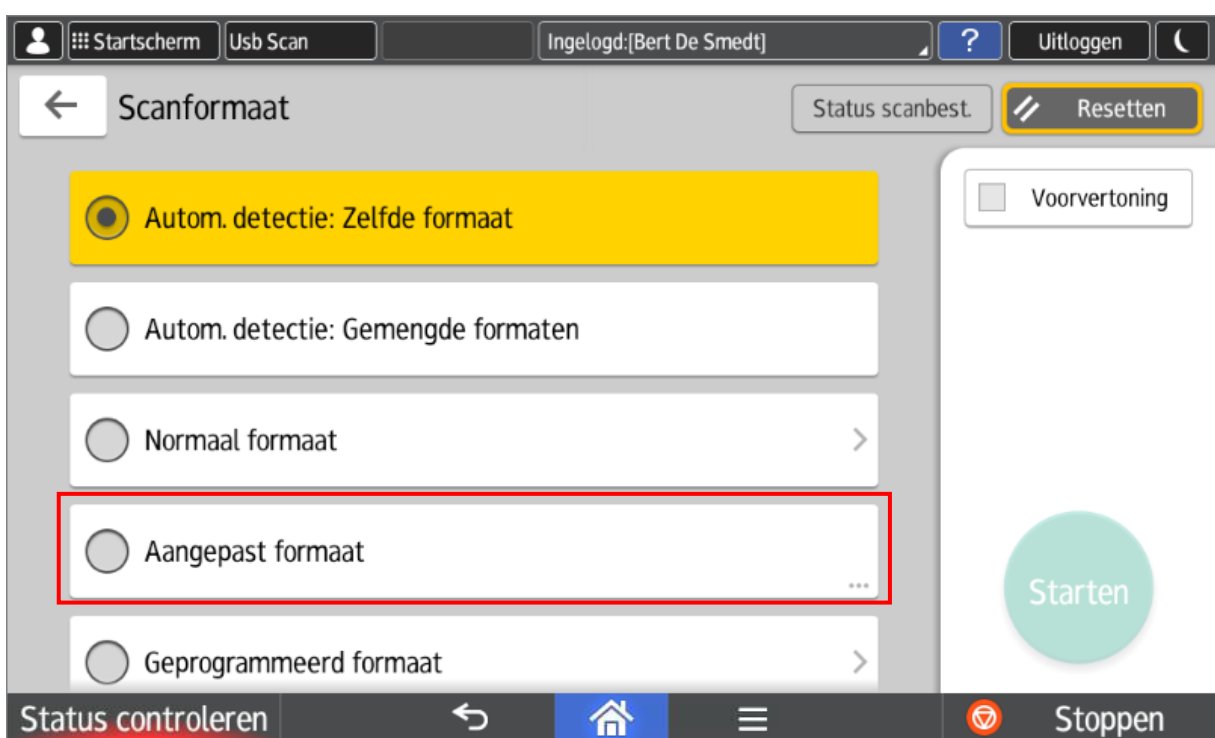 Startscherm Usb Scan Ingelogd:[Bert De Smedt] ? Uitloggen
Scanformaat Status scanbest. Resetten
Autom. detectie: Zelfde formaat
Voorvertoning
Autom. detectie: Gemengde formaten
Normaal formaat
Aangepast formaat
...
Starten
Geprogrammeerd formaat
Status controleren Stoppen